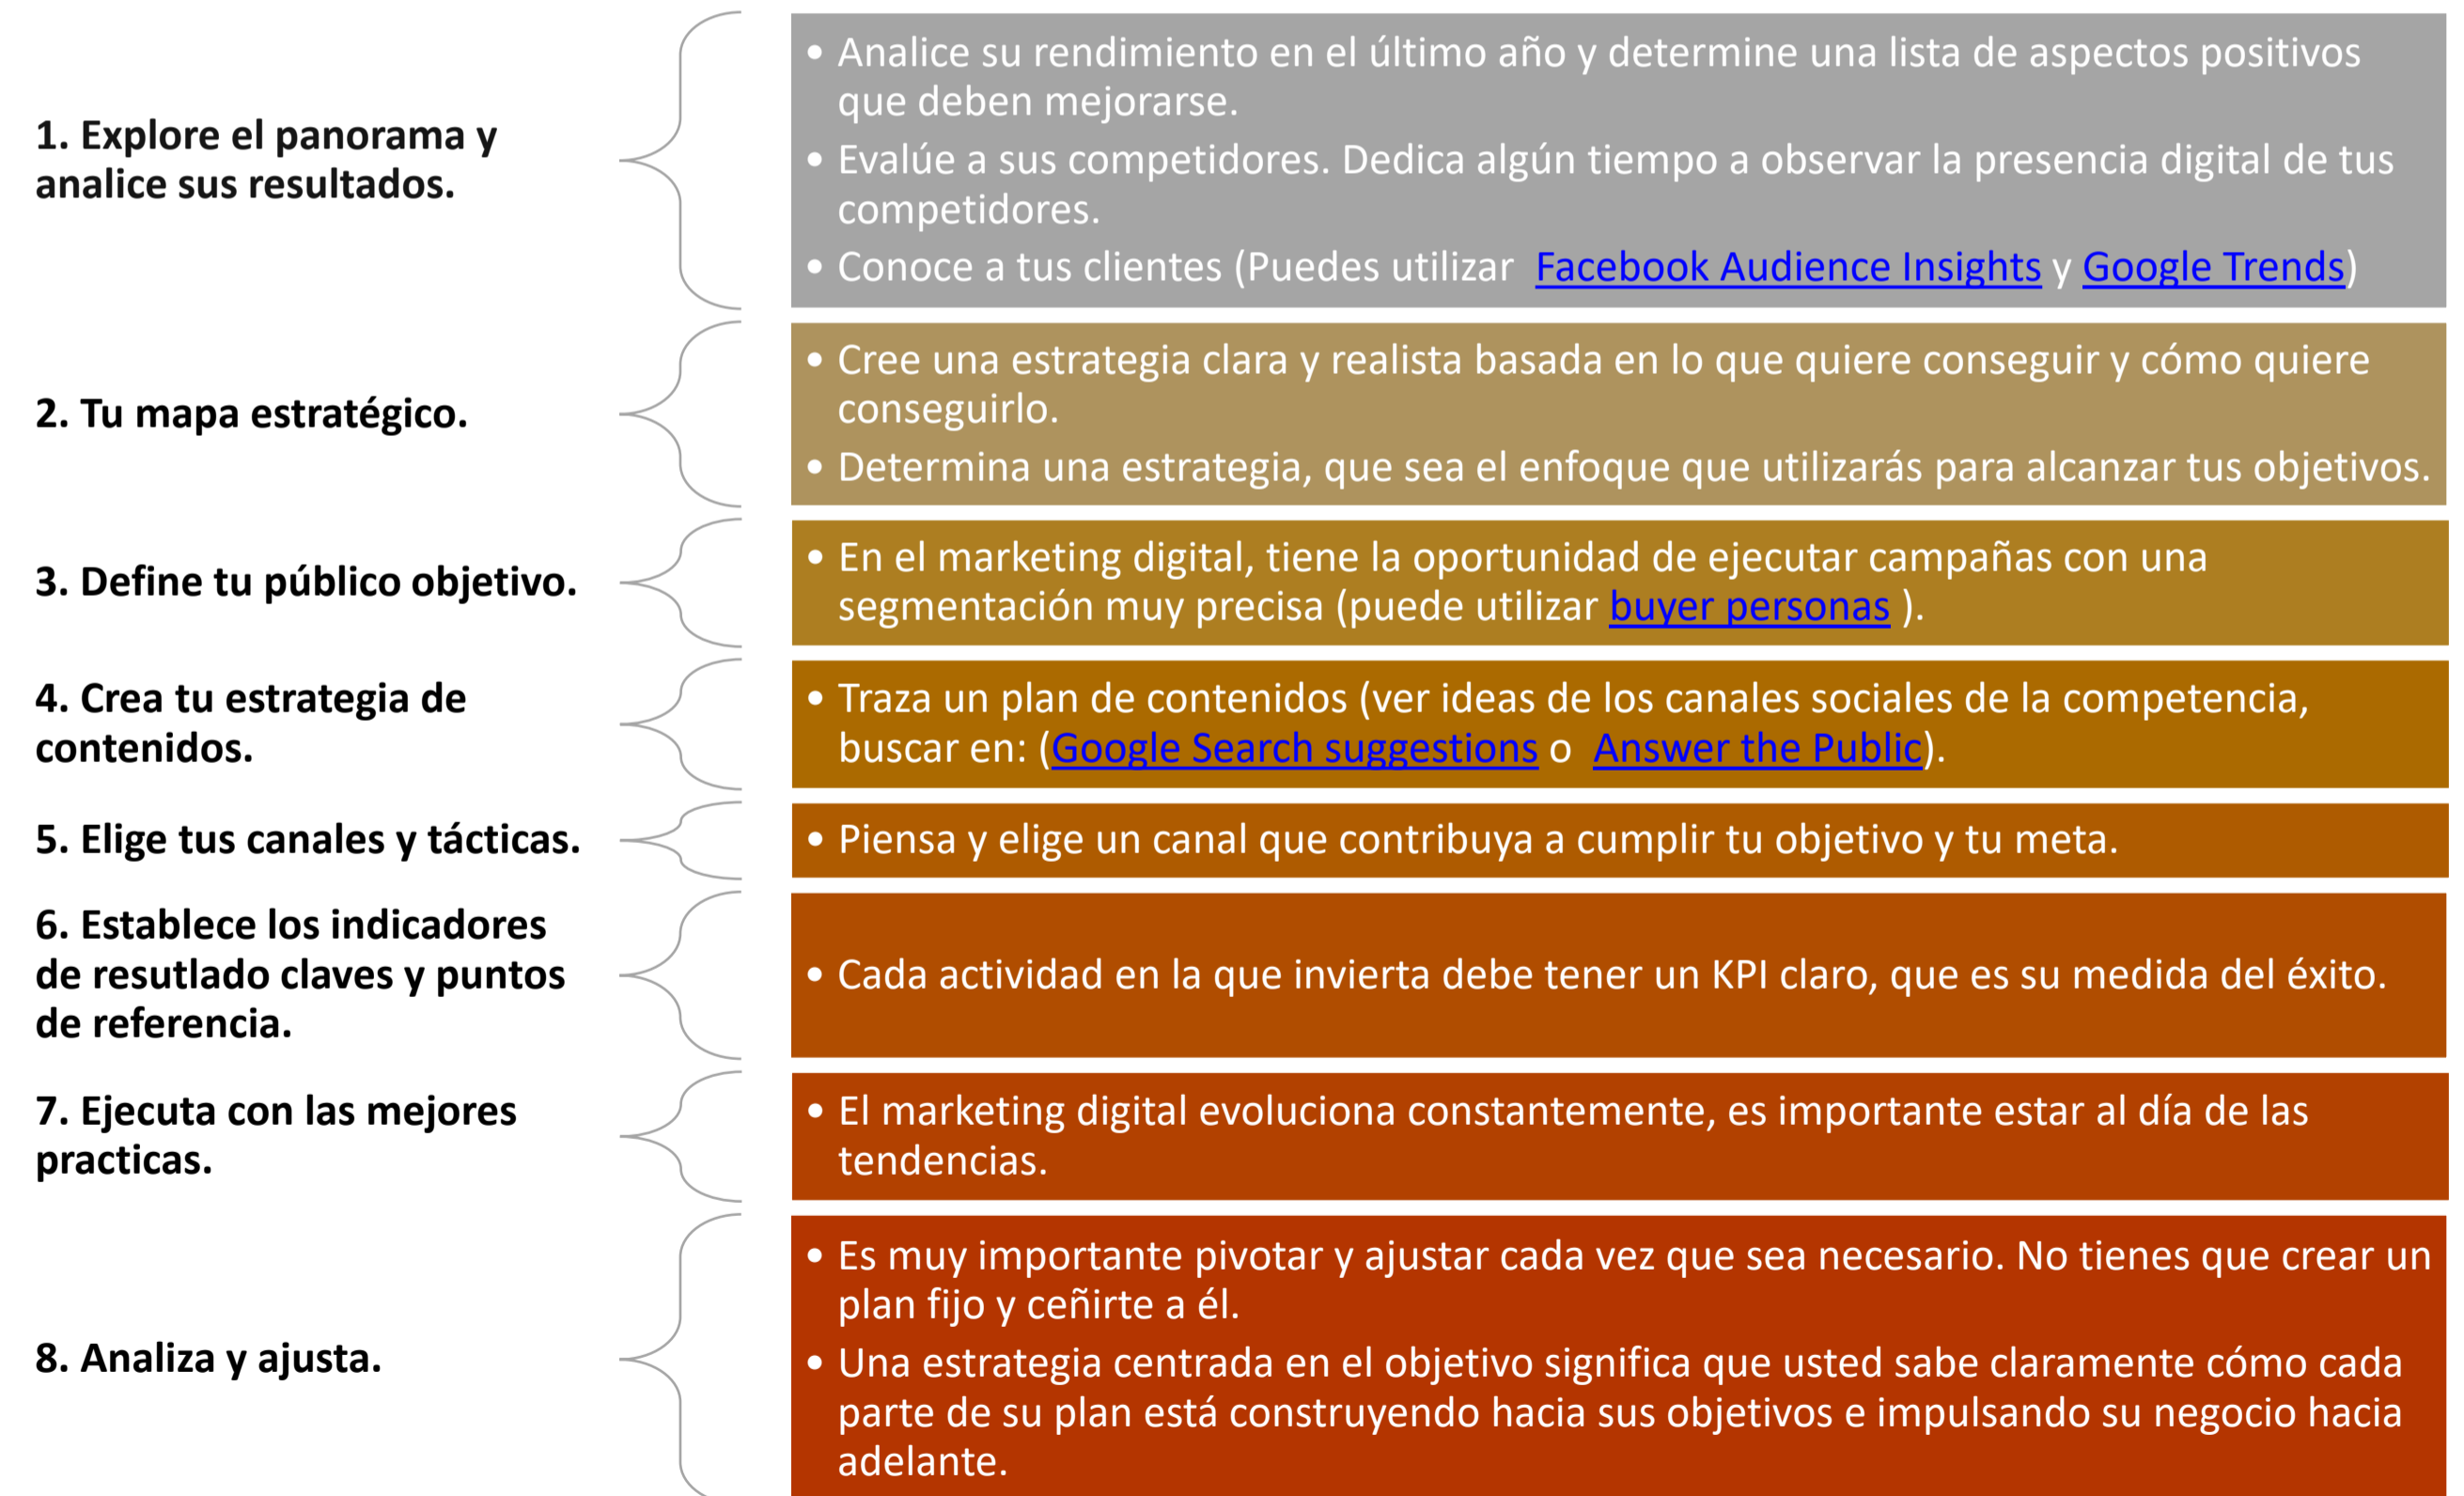 1. Explore el panorama y
analice sus resultados.
• Analice su rendimiento en el último año y determine una lista de aspectos positivos
que deben mejorarse.
• Evalúe a sus competidores. Dedica algún tiempo a observar la presencia digital de tus
competidores.
• Conoce a tus clientes (Puedes utilizar Facebook Audience Insights y Google Trends)
2. Tu mapa estratégico.
• Cree una estrategia clara y realista basada en lo que quiere conseguir y cómo quiere
conseguirlo.
• Determina una estrategia, que sea el enfoque que utilizarás para alcanzar tus objetivos.
3. Define tu público objetivo.
• En el marketing digital, tiene la oportunidad de ejecutar campañas con una
segmentación muy precisa (puede utilizar buyer personas ).
4. Crea tu estrategia de
contenidos.
• Traza un plan de contenidos (ver ideas de los canales sociales de la competencia,
buscar en: (Google Search suggestions o Answer the Public).
5. Elige tus canales y tácticas.
• Piensa y elige un canal que contribuya a cumplir tu objetivo y tu meta.
6. Establece los indicadores
de resutlado claves y puntos
de referencia.
• Cada actividad en la que invierta debe tener un KPI claro, que es su medida del éxito.
7. Ejecuta con las mejores
practicas.
• El marketing digital evoluciona constantemente, es importante estar al día de las
tendencias.
8. Analiza y ajusta.
• Es muy importante pivotar y ajustar cada vez que sea necesario. No tienes que crear un
plan fijo y ceñirte a él.
• Una estrategia centrada en el objetivo significa que usted sabe claramente cómo cada
parte de su plan está construyendo hacia sus objetivos e impulsando su negocio hacia
adelante.